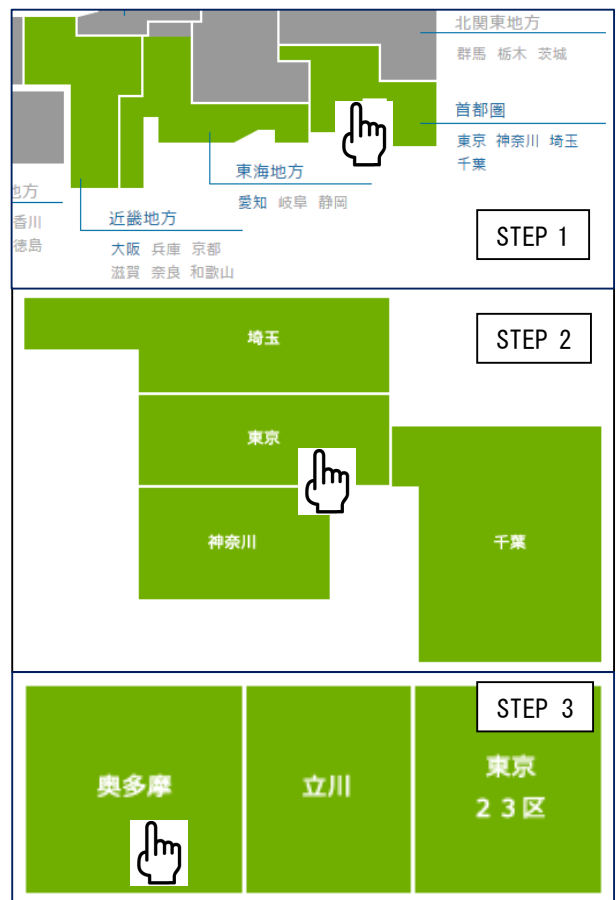 北関東地方
群馬 栃木 茨城
首都圏
東京 神奈川 埼玉
千葉
東海地方
愛知 岐阜 静岡
地方
香川
徳島
近畿地方
大阪 兵庫 京都
滋賀 奈良 和歌山
STEP 1
STEP 2
埼玉
東京
神奈川
千葉
STEP 3
奥多摩
立川
東京
２３区